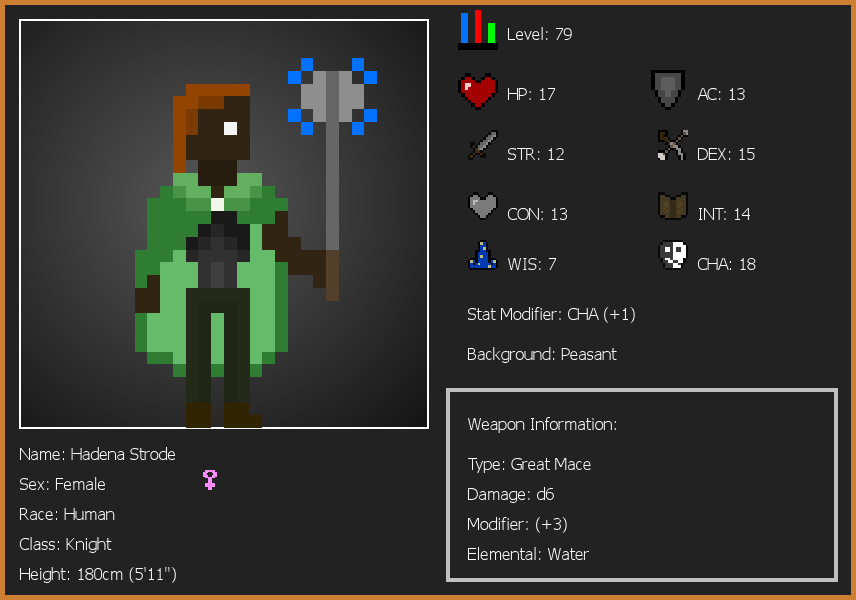 Level: 79
HP: 17
AC: 13
STR: 12
DEX: 15
CON: 13
INT: 14
WIS: 7
CHA: 18
Stat Modifier: CHA (+1)
Background: Peasant
Name: Hadena Strode
Sex: Female
Race: Human
Class: Knight
Height: 180cm (5'11")
Weapon Information:
Type: Great Mace
Damage: d6
Modifier: (+3)
Elemental: Water